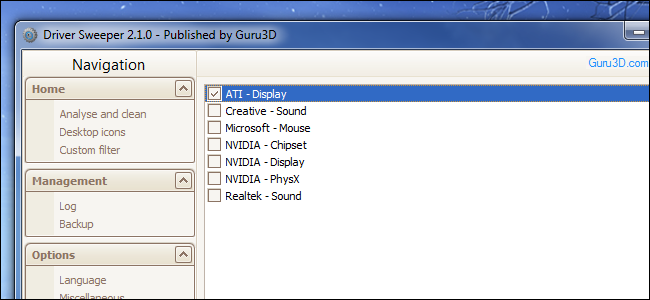 Driver Sweeper 2.1.0 - Published by Guru3D
Navigation
Guru3D.com
Home
Analyse and clean
Desktop icons
Custom filter
Management
Log
Backup
Options
Language
Miscellaneous
ATI - Display
Creative - Sound
Microsoft - Mouse
NVIDIA - Chipset
NVIDIA - Display
NVIDIA - PhysX
Realtek - Sound